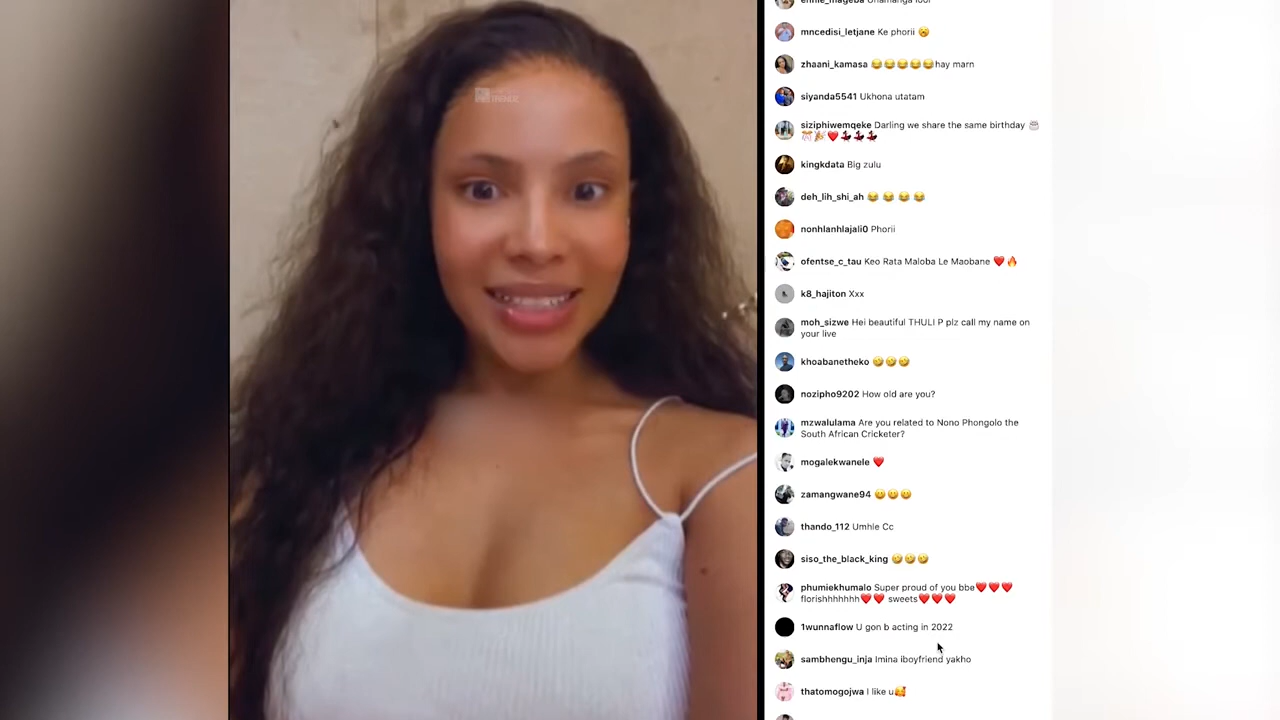 TRENDZ
mncedisi_letjane Ke phorii 😮
zhaani_kamasa 😂😂😂😂😂hay marn
siyanda5541 Ukhona utatam
siziphiwemqeke Darling we share the same birthday 🎂
🎊🎉❤️💃💃💃
kingkdata Big zulu
deh_lih_shi_ah 😂 😂 😂 😂
nonhlanhlajali0 Phorii
ofentse_c_tau Keo Rata Maloba Le Maobane ❤️🔥
k8_hajiton Xxx
moh_sizwe Hei beautiful THULI P plz call my name on
your live
khoabanetheko 🤣🤣🤣
nozipho9202 How old are you?
mzwalulama Are you related to Nono Phongolo the
South African Cricketer?
mogalekwanele ❤️
zamangwane94 😀😀😀
thando_112 Umhle Cc
siso_the_black_king 🤣🤣🤣
phumiekhumalo Super proud of you bbe❤️❤️❤️
florishhhhhhh❤️❤️ sweets❤️❤️❤️
1wunnaflow U gon b acting in 2022
sambhengu_inja Imina iboyfriend yakho
thatomogojwa I like u🥰